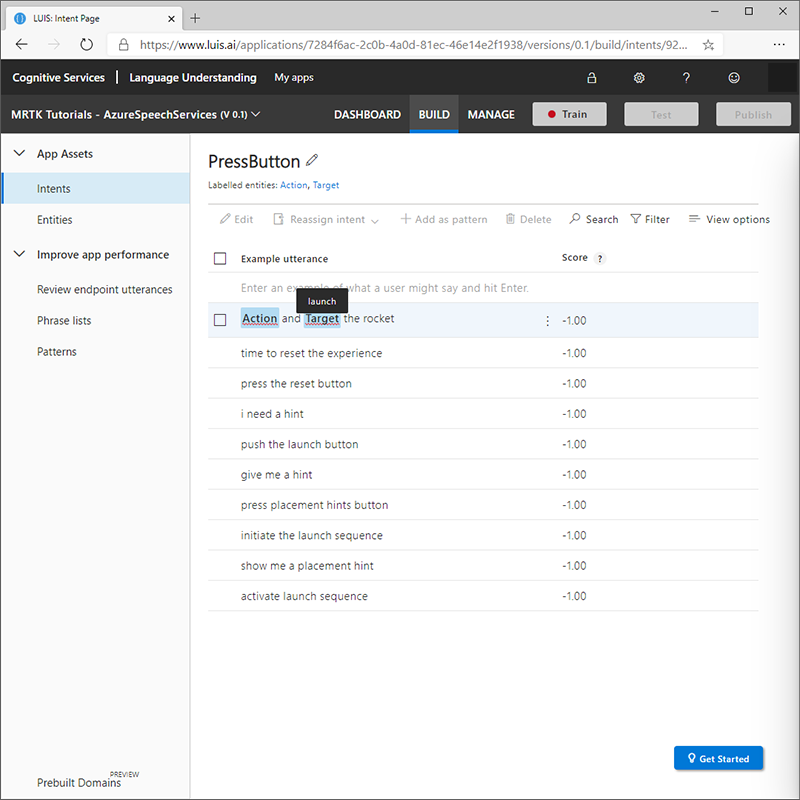 LUIS: Intent Page
https://www.luis.ai/applications/7284f6ac-2c0b-4a0d-81ec-46e14e2f1938/versions/0.1/build/intents/92...
Cognitive Services | Language Understanding My apps ?
MRTK Tutorials - AzureSpeechServices (V 0.1) DASHBOARD BUILD MANAGE Train Test Publish
App Assets
Intents
Entities
Improve app performance
Review endpoint utterances
Phrase lists
Patterns
Prebuilt Domains PREVIEW
PressButton
Labelled entities: Action, Target
Edit Reassign intent Add as pattern Delete Search Filter View options
Example utterance Score ?
Enter an example of what a user might say and hit Enter.
launch
Action and Target the rocket -1.00
time to reset the experience -1.00
press the reset button -1.00
i need a hint -1.00
push the launch button -1.00
give me a hint -1.00
press placement hints button -1.00
initiate the launch sequence -1.00
show me a placement hint -1.00
activate launch sequence -1.00
Get Started